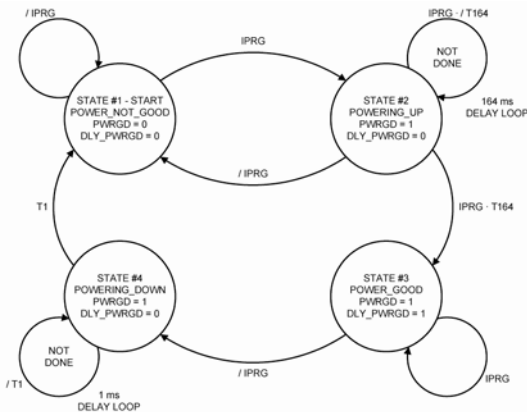 / IPRG
IPRG
IPRG · / T164
NOT
DONE
164 ms
DELAY LOOP
STATE #1 - START
POWER_NOT_GOOD
PWRGD = 0
DLY_PWRGD = 0
STATE #2
POWERING_UP
PWRGD = 1
DLY_PWRGD = 0
/ IPRG
T1
IPRG · T164
STATE #4
POWERING_DOWN
PWRGD = 1
DLY_PWRGD = 0
STATE #3
POWER_GOOD
PWRGD = 1
DLY_PWRGD = 1
NOT
DONE
/ T1
1 ms
DELAY LOOP
/ IPRG
IPRG